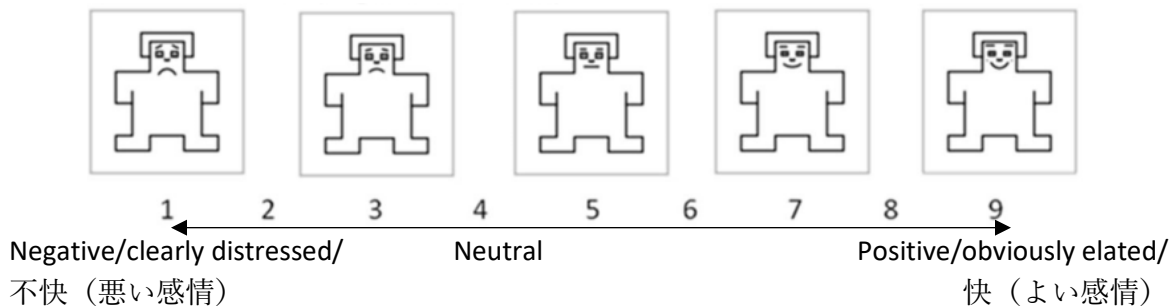 1 2 3 4 5 6 7 8 9
Negative/clearly distressed/ Neutral Positive/obviously elated/
不快（悪い感情） 快（よい感情）